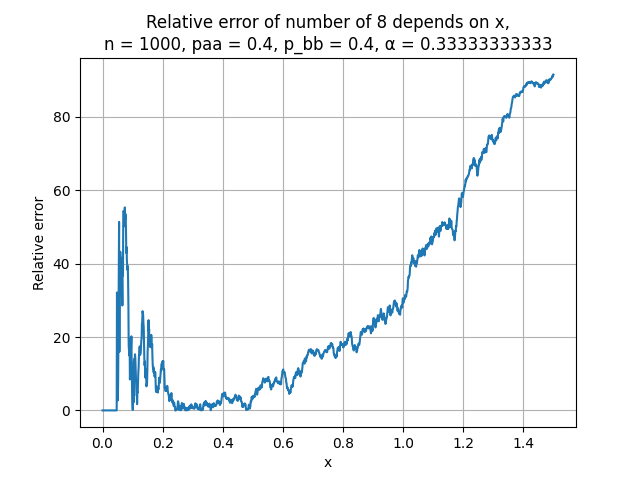 Relative error of number of 8 depends on x,
n = 1000, paa = 0.4, p_bb = 0.4, α = 0.33333333333
80
60
40
20
0
Relative error
0.0 0.2 0.4 0.6 0.8 1.0 1.2 1.4
x